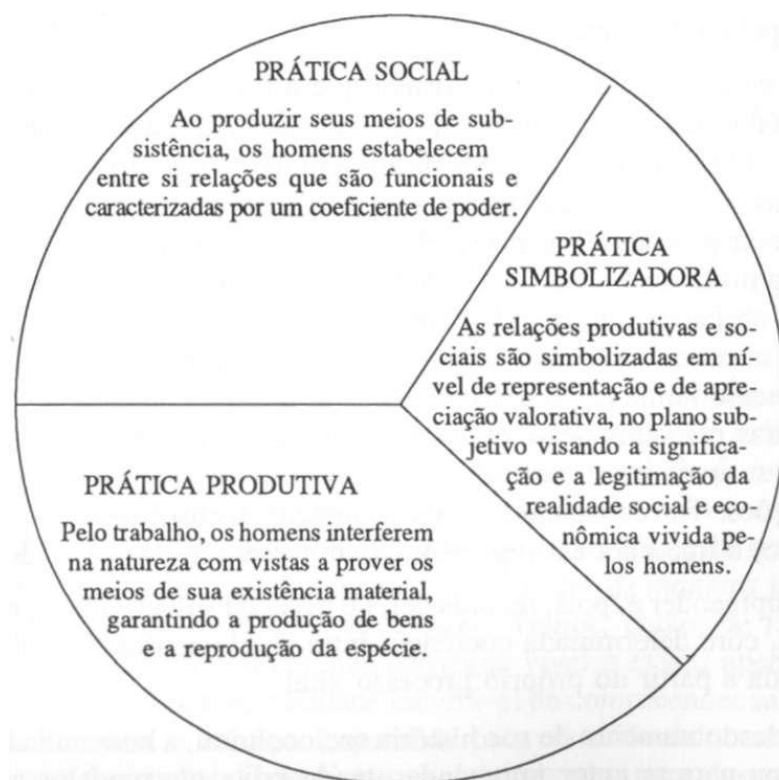 PRÁTICA SOCIAL
Ao produzir seus meios de sub-
sistência, os homens estabelecem
entre si relações que são funcionais e
caracterizadas por um coeficiente de poder.
PRÁTICA
SIMBOLIZADORA
As relações produtivas e so-
ciais são simbolizadas em ní-
vel de representação e de apre-
ciação valorativa, no plano sub-
jetivo visando a significa-
ção e a legitimação da
realidade social e eco-
nômica vivida pe-
los homens.
PRÁTICA PRODUTIVA
Pelo trabalho, os homens interferem
na natureza com vistas a prover os
meios de sua existência material,
garantindo a produção de bens
e a reprodução da espécie.